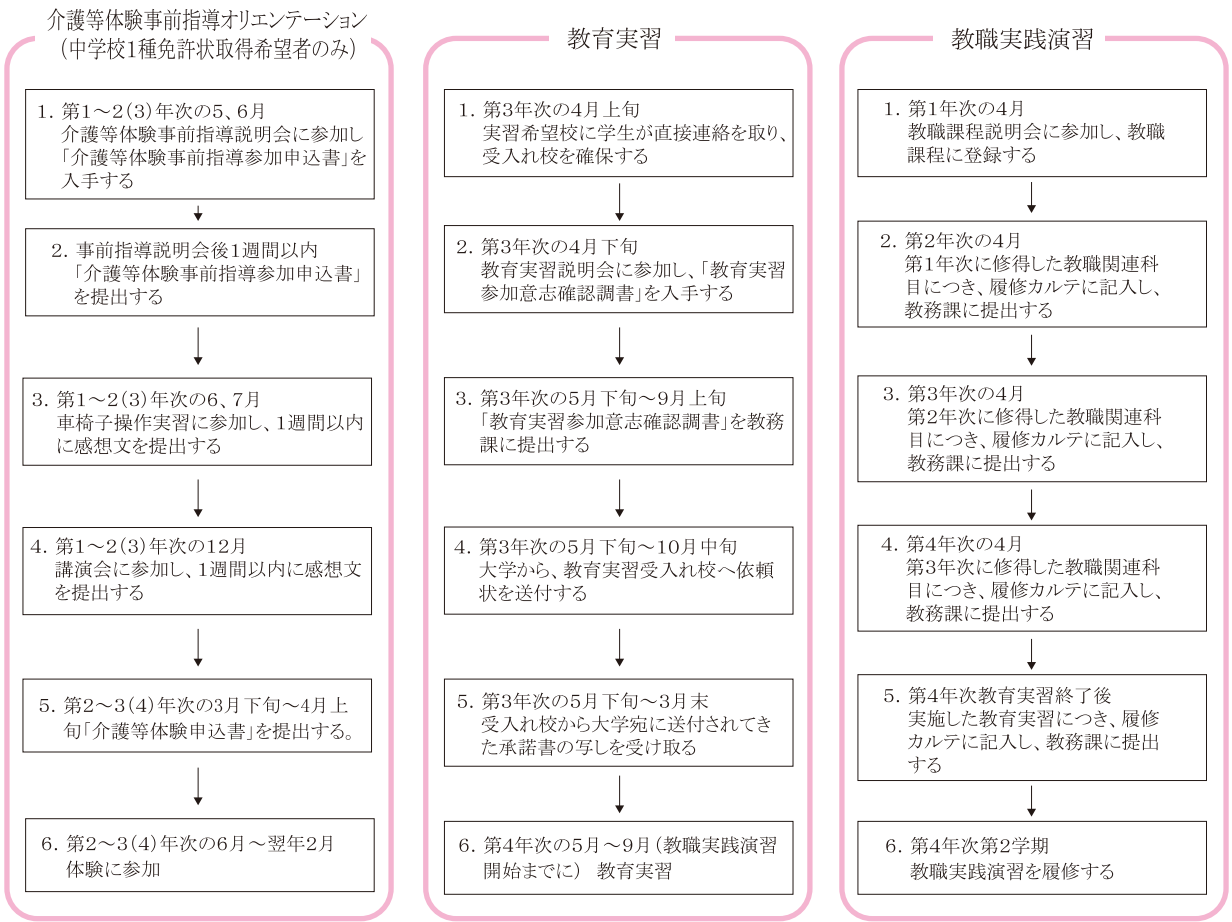 介護等体験事前指導オリエンテーション
(中学校1種免許状取得希望者のみ)
1. 第1～2(3)年次の5、6月
介護等体験事前指導説明会に参加し
「介護等体験事前指導参加申込書」を
入手する
2. 事前指導説明会後1週間以内
「介護等体験事前指導参加申込書」
を提出する
3. 第1～2(3)年次の6、7月
車椅子操作実習に参加し、1週間以内
に感想文を提出する
4. 第1～2(3)年次の12月
講演会に参加し、1週間以内に感想文
を提出する
5. 第2～3(4)年次の3月下旬～4月上
旬「介護等体験申込書」を提出する。
6. 第2～3(4)年次の6月～翌年2月
体験に参加
教育実習
1. 第3年次の4月上旬
実習希望校に学生が直接連絡を取り、
受入れ校を確保する
2. 第3年次の4月下旬
教育実習説明会に参加し、「教育実習
参加意志確認調書」を入手する
3. 第3年次の5月下旬～9月上旬
「教育実習参加意志確認調書」を教務
課に提出する
4. 第3年次の5月下旬～10月中旬
大学から、教育実習受入れ校へ依頼
状を送付する
5. 第3年次の5月下旬～3月末
受入れ校から大学宛に送付されてき
た承諾書の写しを受け取る
6. 第4年次の5月～9月(教職実践演習
開始までに) 教育実習
教職実践演習
1. 第1年次の4月
教職課程説明会に参加し、教職
課程に登録する
2. 第2年次の4月
第1年次に修得した教職関連科
目につき、履修カルテに記入し、
教務課に提出する
3. 第3年次の4月
第2年次に修得した教職関連科
目につき、履修カルテに記入し、
教務課に提出する
4. 第4年次の4月
第3年次に修得した教職関連科
目につき、履修カルテに記入し、
教務課に提出する
5. 第4年次教育実習終了後
実施した教育実習につき、履修
カルテに記入し、教務課に提出
する
6. 第4年次第2学期
教職実践演習を履修する